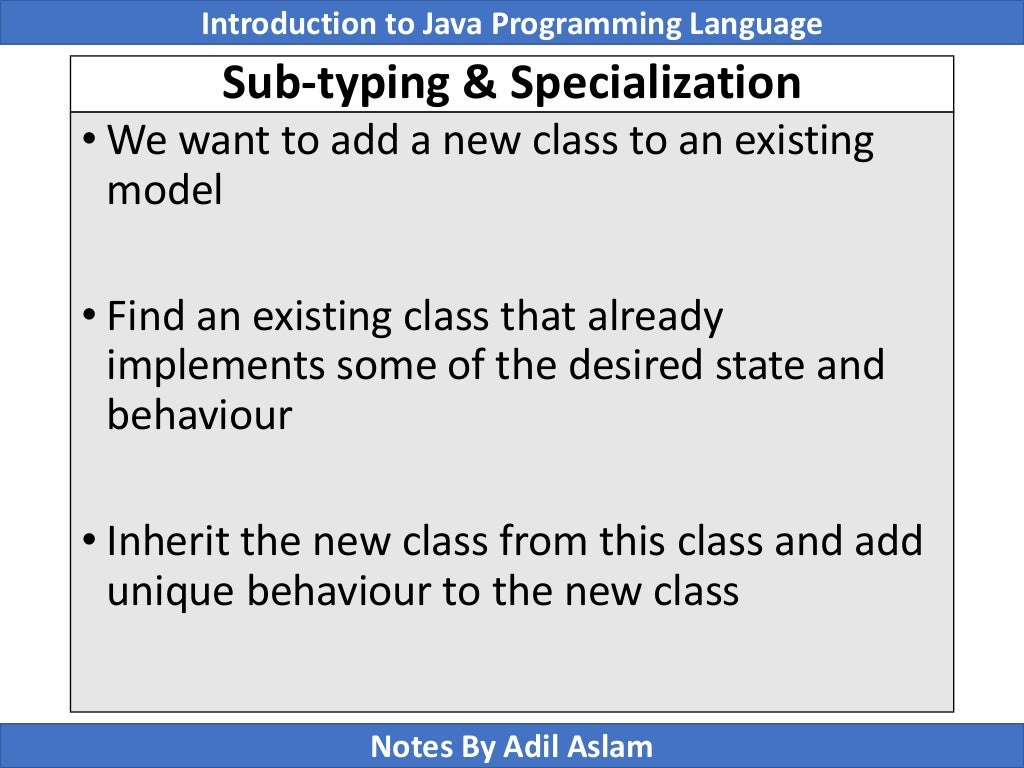 Introduction to Java Programming Language
Sub-typing & Specialization
• We want to add a new class to an existing
model
• Find an existing class that already
implements some of the desired state and
behaviour
• Inherit the new class from this class and add
unique behaviour to the new class
Notes By Adil Aslam